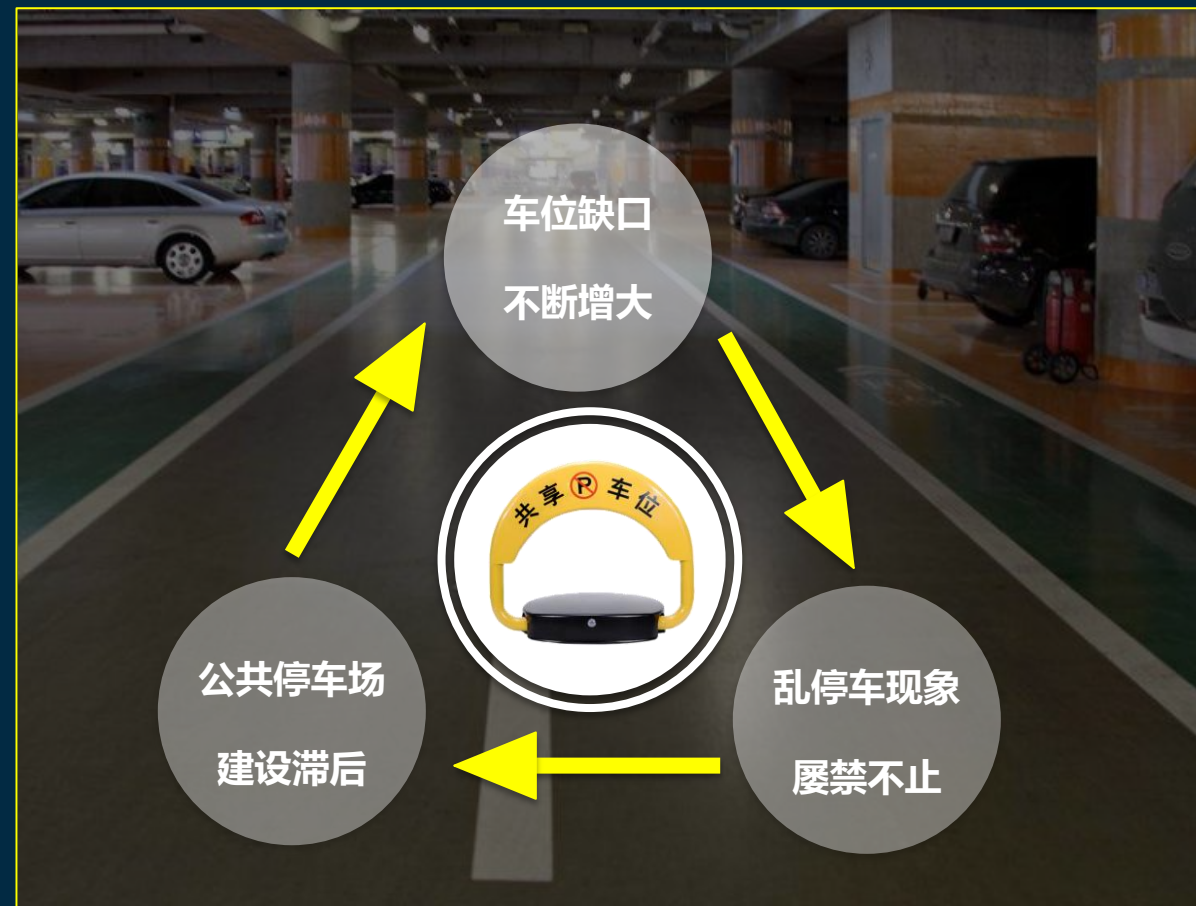 车位缺口
不断增大
共享 P 车位
公共停车场
建设滞后
乱停车现象
屡禁不止